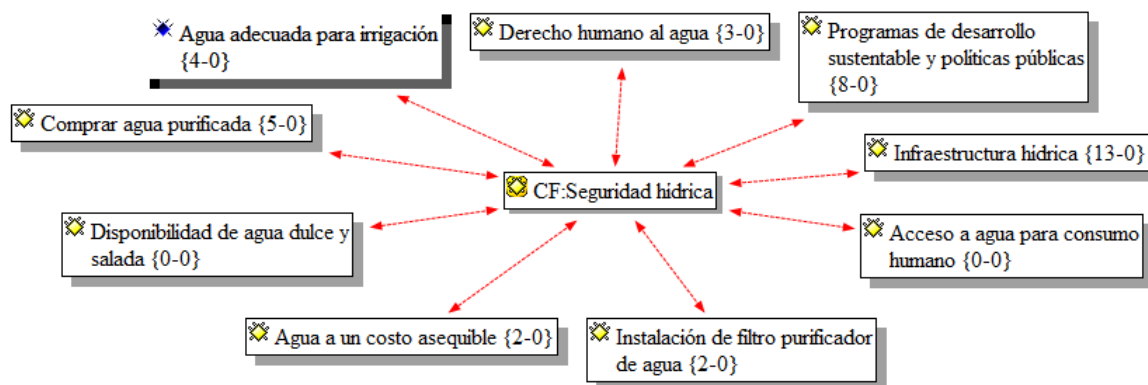 Agua adecuada para irrigación
{4-0}
Derecho humano al agua {3-0}
Programas de desarrollo
sustentable y políticas públicas
{8-0}
Comprar agua purificada {5-0}
Infraestructura hídrica {13-0}
CF:Seguridad hídrica
Disponibilidad de agua dulce y
salada {0-0}
Acceso a agua para consumo
humano {0-0}
Agua a un costo asequible {2-0}
Instalación de filtro purificador
de agua {2-0}